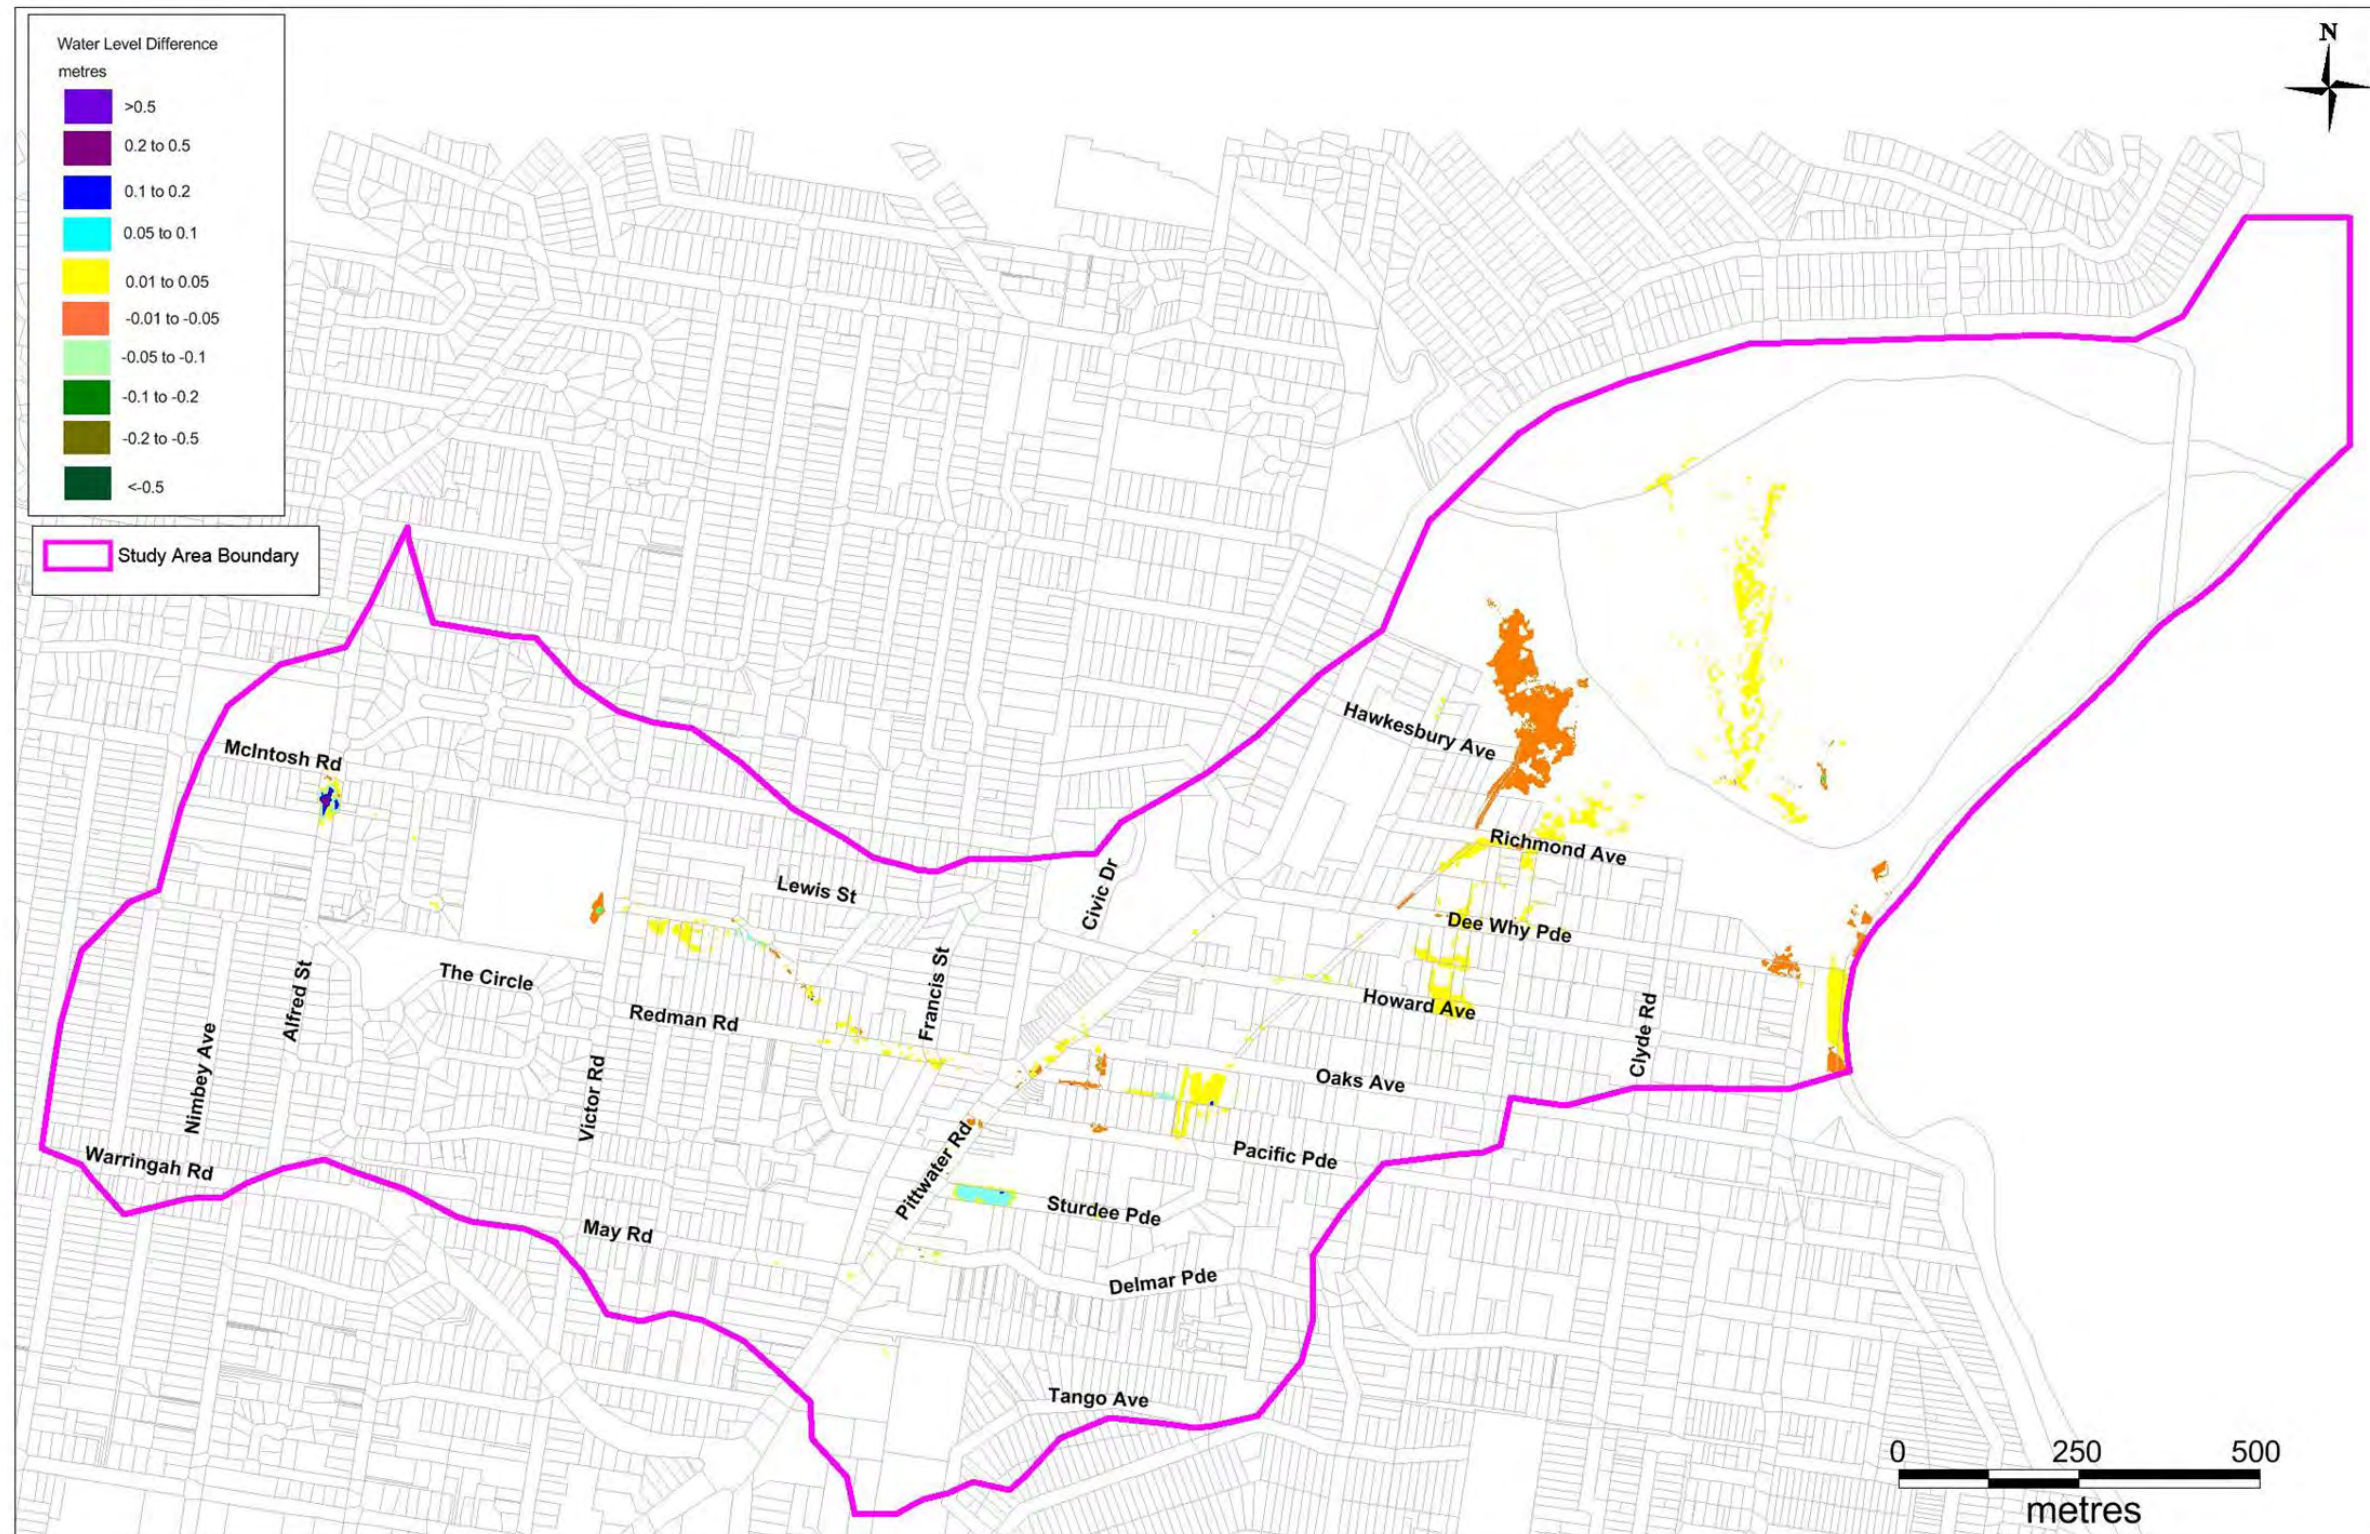 Water Level Difference
metres
>0.5
0.2 to 0.5
0.1 to 0.2
0.05 to 0.1
0.01 to 0.05
-0.01 to -0.05
-0.05 to -0.1
-0.1 to -0.2
-0.2 to -0.5
<-0.5
Study Area Boundary
N
Hawkesbury Ave
McIntosh Rd
Richmond Ave
Lewis St
Civic Dr
Dee Why Pde
The Circle
Alfred St
Francis St
Howard Ave
Redman Rd
Clyde Rd
Nimbey Ave
Victor Rd
Oaks Ave
Pacific Pde
Warringah Rd
Pittwater Rd
Sturdee Pde
May Rd
Delmar Pde
Tango Ave
0 250 500
metres